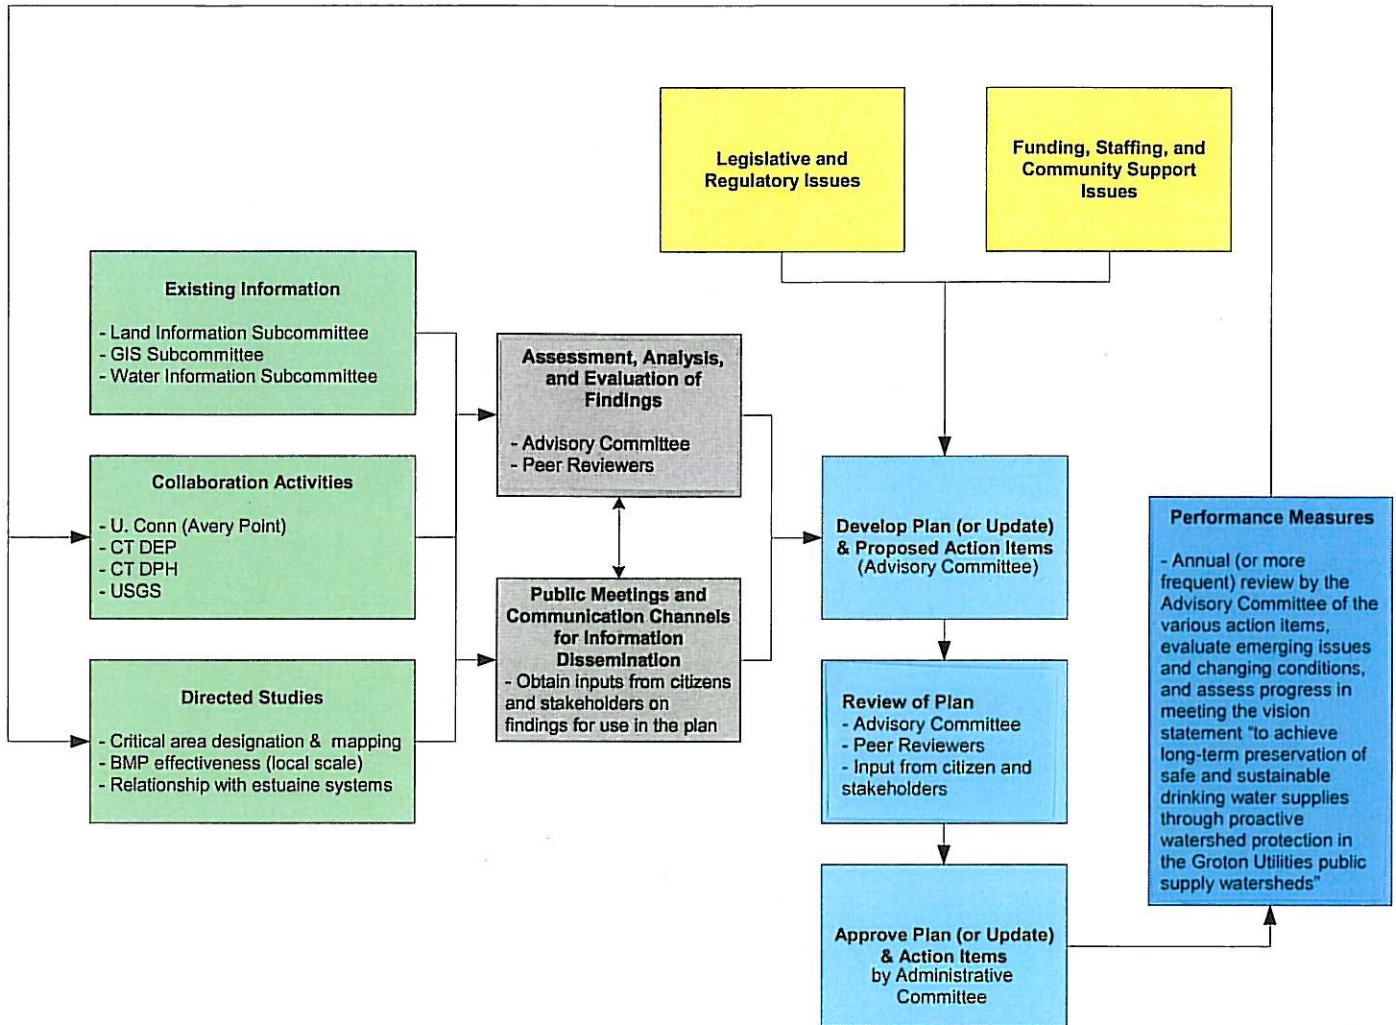 Legislative and
Regulatory Issues
Funding, Staffing, and
Community Support
Issues
Existing Information
- Land Information Subcommittee
- GIS Subcommittee
- Water Information Subcommittee
Collaboration Activities
- U. Conn (Avery Point)
- CT DEP
- CT DPH
- USGS
Directed Studies
- Critical area designation & mapping
- BMP effectiveness (local scale)
- Relationship with estuaine systems
Assessment, Analysis,
and Evaluation of
Findings
- Advisory Committee
- Peer Reviewers
Public Meetings and
Communication Channels
for Information
Dissemination
- Obtain inputs from citizens
and stakeholders on
findings for use in the plan
Develop Plan (or Update)
& Proposed Action Items
(Advisory Committee)
Review of Plan
- Advisory Committee
- Peer Reviewers
- Input from citizen and
stakeholders
Approve Plan (or Update)
& Action Items
by Administrative
Committee
Performance Measures
- Annual (or more
frequent) review by the
Advisory Committee of the
various action items,
evaluate emerging issues
and changing conditions,
and assess progress in
meeting the vision
statement “to achieve
long-term preservation of
safe and sustainable
drinking water supplies
through proactive
watershed protection in
the Groton Utilities public
supply watersheds”